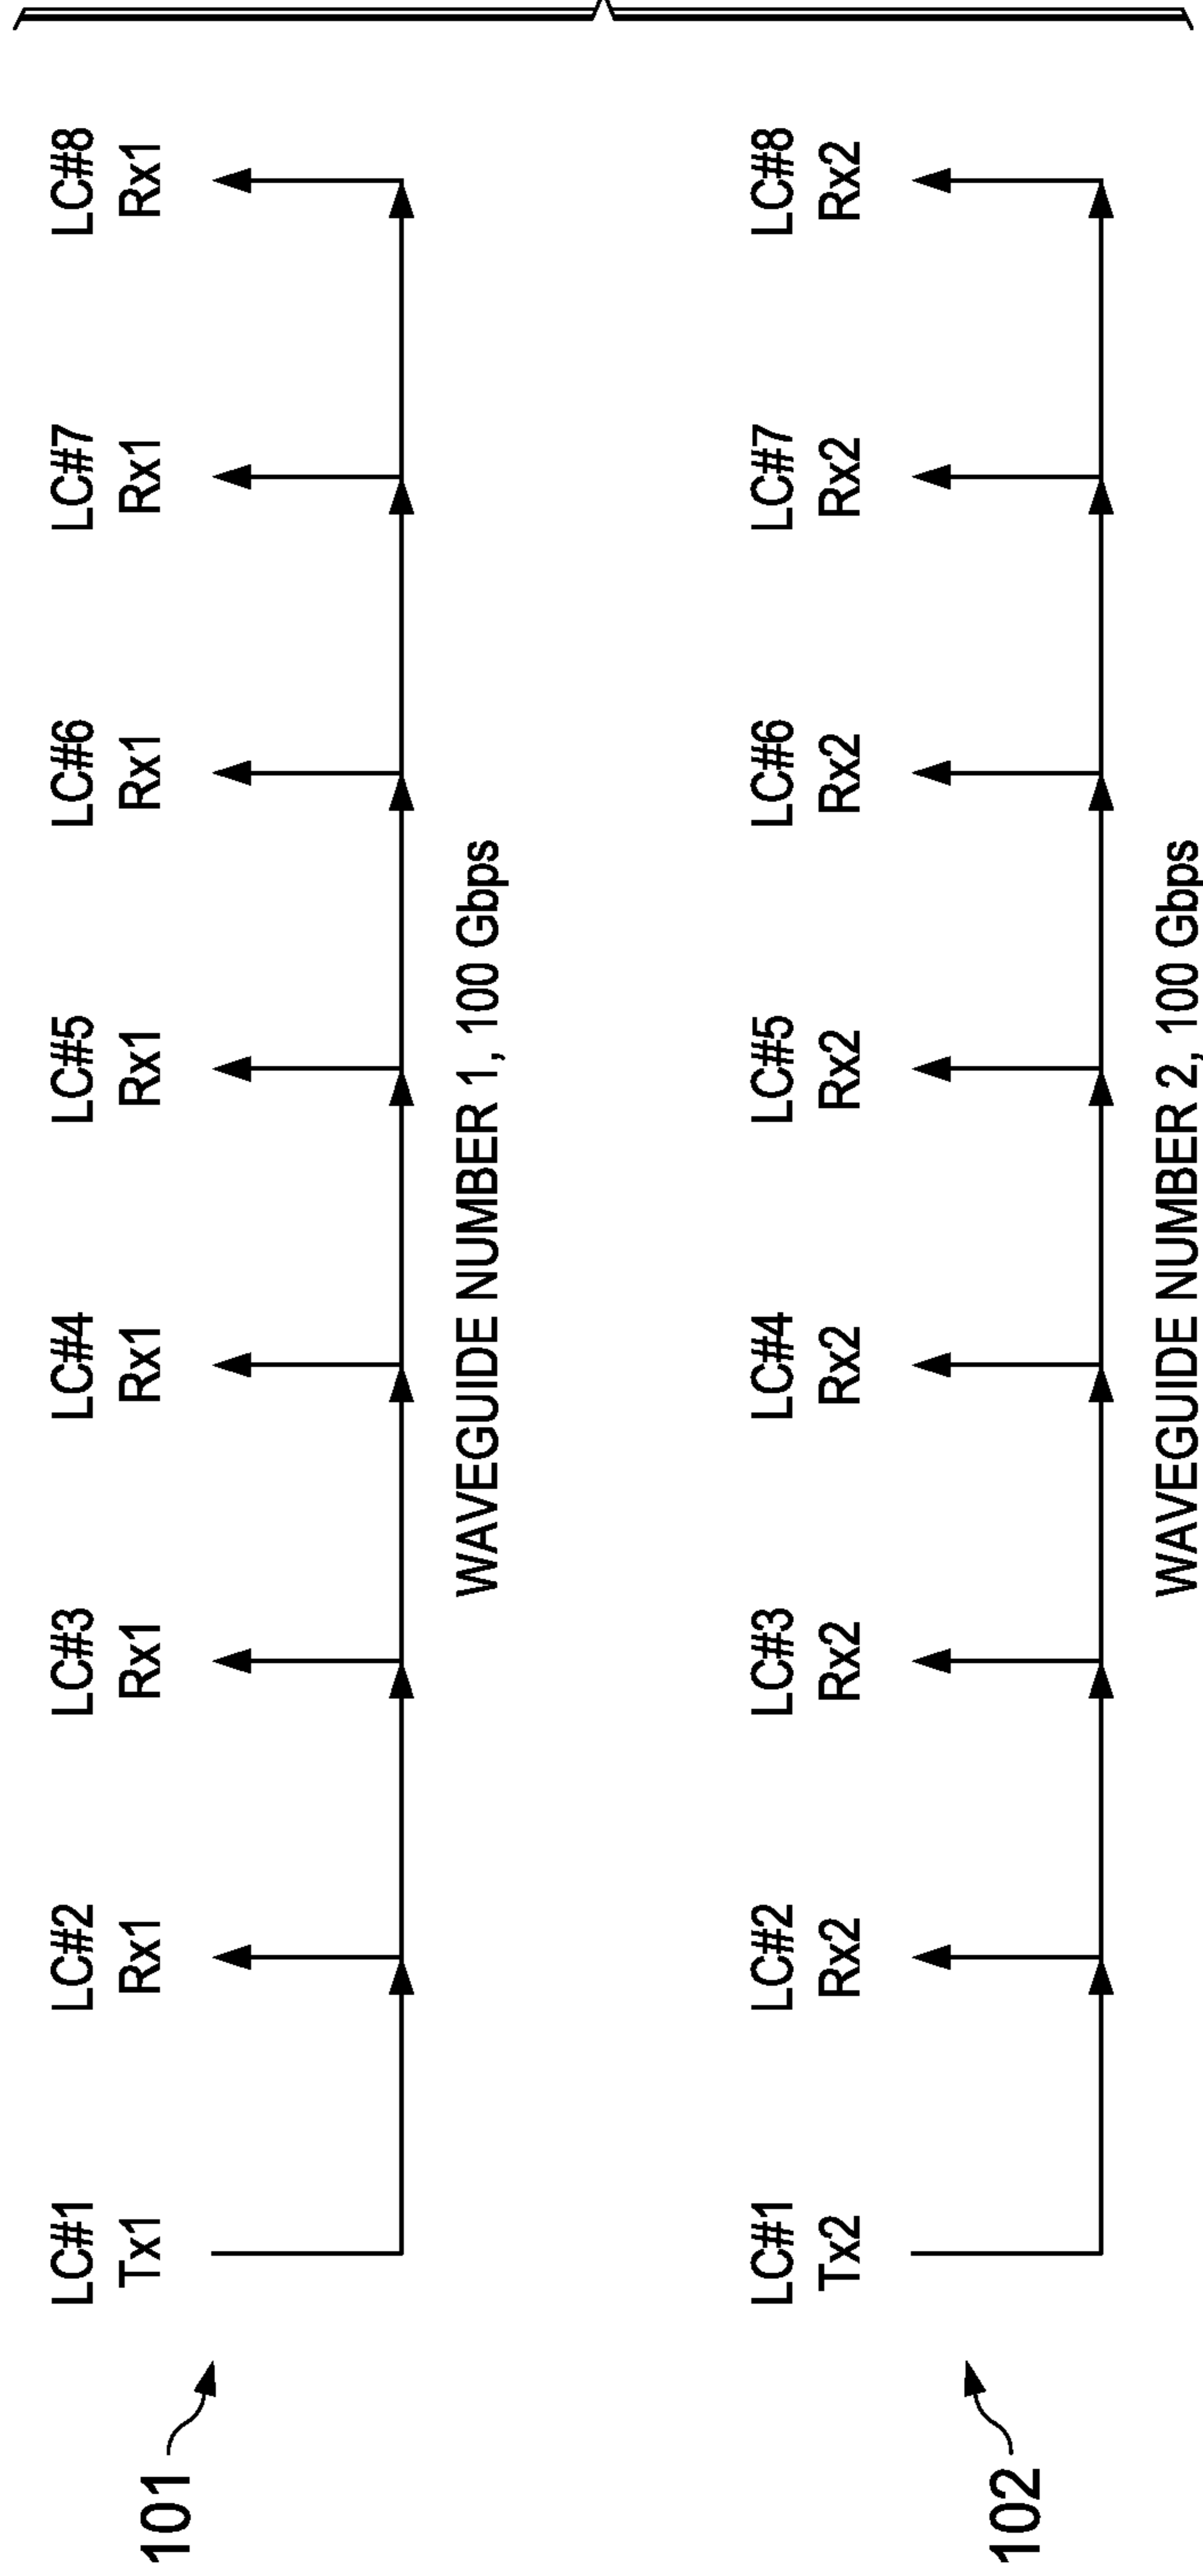 101
LC#1 LC#2 LC#3 LC#4 LC#5 LC#6 LC#7 LC#8
Tx1 Rx1 Rx1 Rx1 Rx1 Rx1 Rx1 Rx1
WAVEGUIDE NUMBER 1, 100 Gbps
102
LC#1 LC#2 LC#3 LC#4 LC#5 LC#6 LC#7 LC#8
Tx2 Rx2 Rx2 Rx2 Rx2 Rx2 Rx2 Rx2
WAVEGUIDE NUMBER 2, 100 Gbps